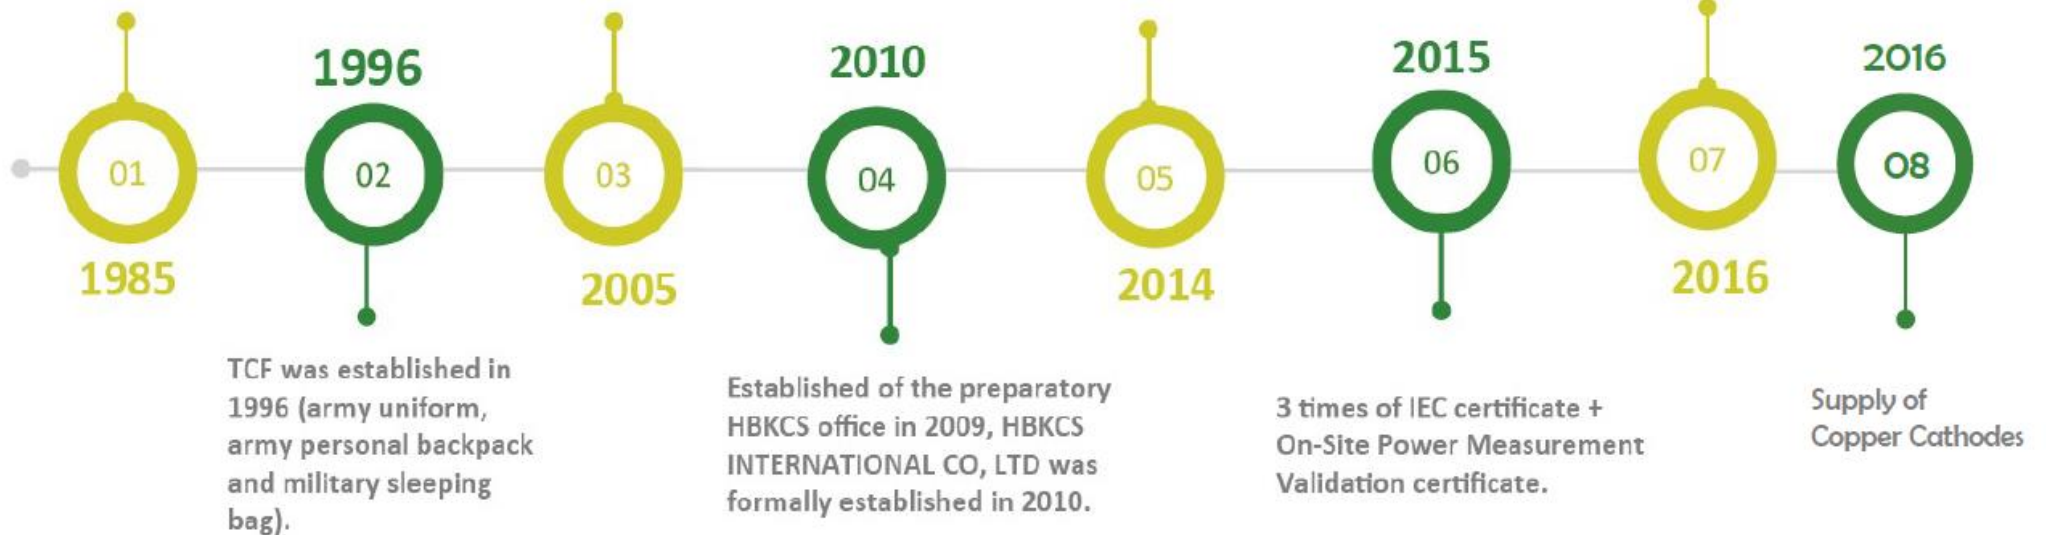 1996
2010
2015
2016
01
02
03
04
05
06
07
08
1985
2005
2014
2016
TCF was established in
1996 (army uniform,
army personal backpack
and military sleeping
bag).
Established of the preparatory
HBKCS office in 2009, HBKCS
INTERNATIONAL CO, LTD was
formally established in 2010.
3 times of IEC certificate +
On-Site Power Measurement
Validation certificate.
Supply of
Copper Cathodes